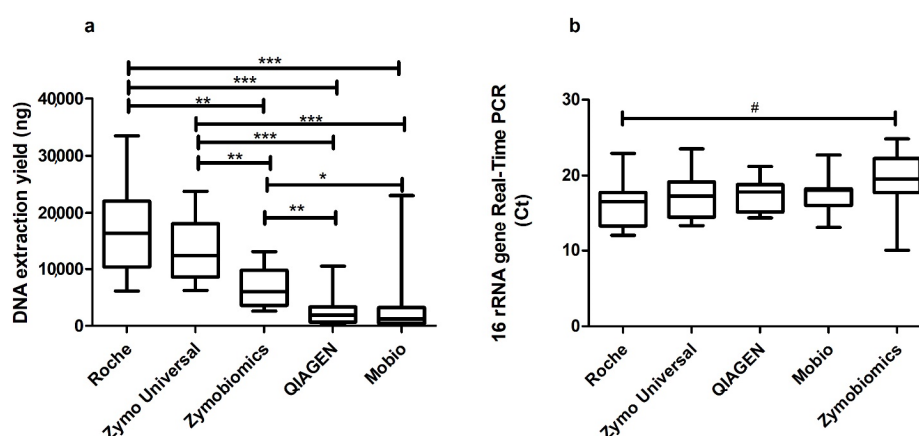 a
b
DNA extraction yield (ng)
40000
30000
20000
10000
0
***
***
**
***
***
**
*
**
Roche
Zymo Universal
Zymobiomics
QIAGEN
Mobio
16 rRNA gene Real-Time PCR
(Ct)
30
20
10
0
#
Roche
Zymo Universal
QIAGEN
Mobio
Zymobiomics